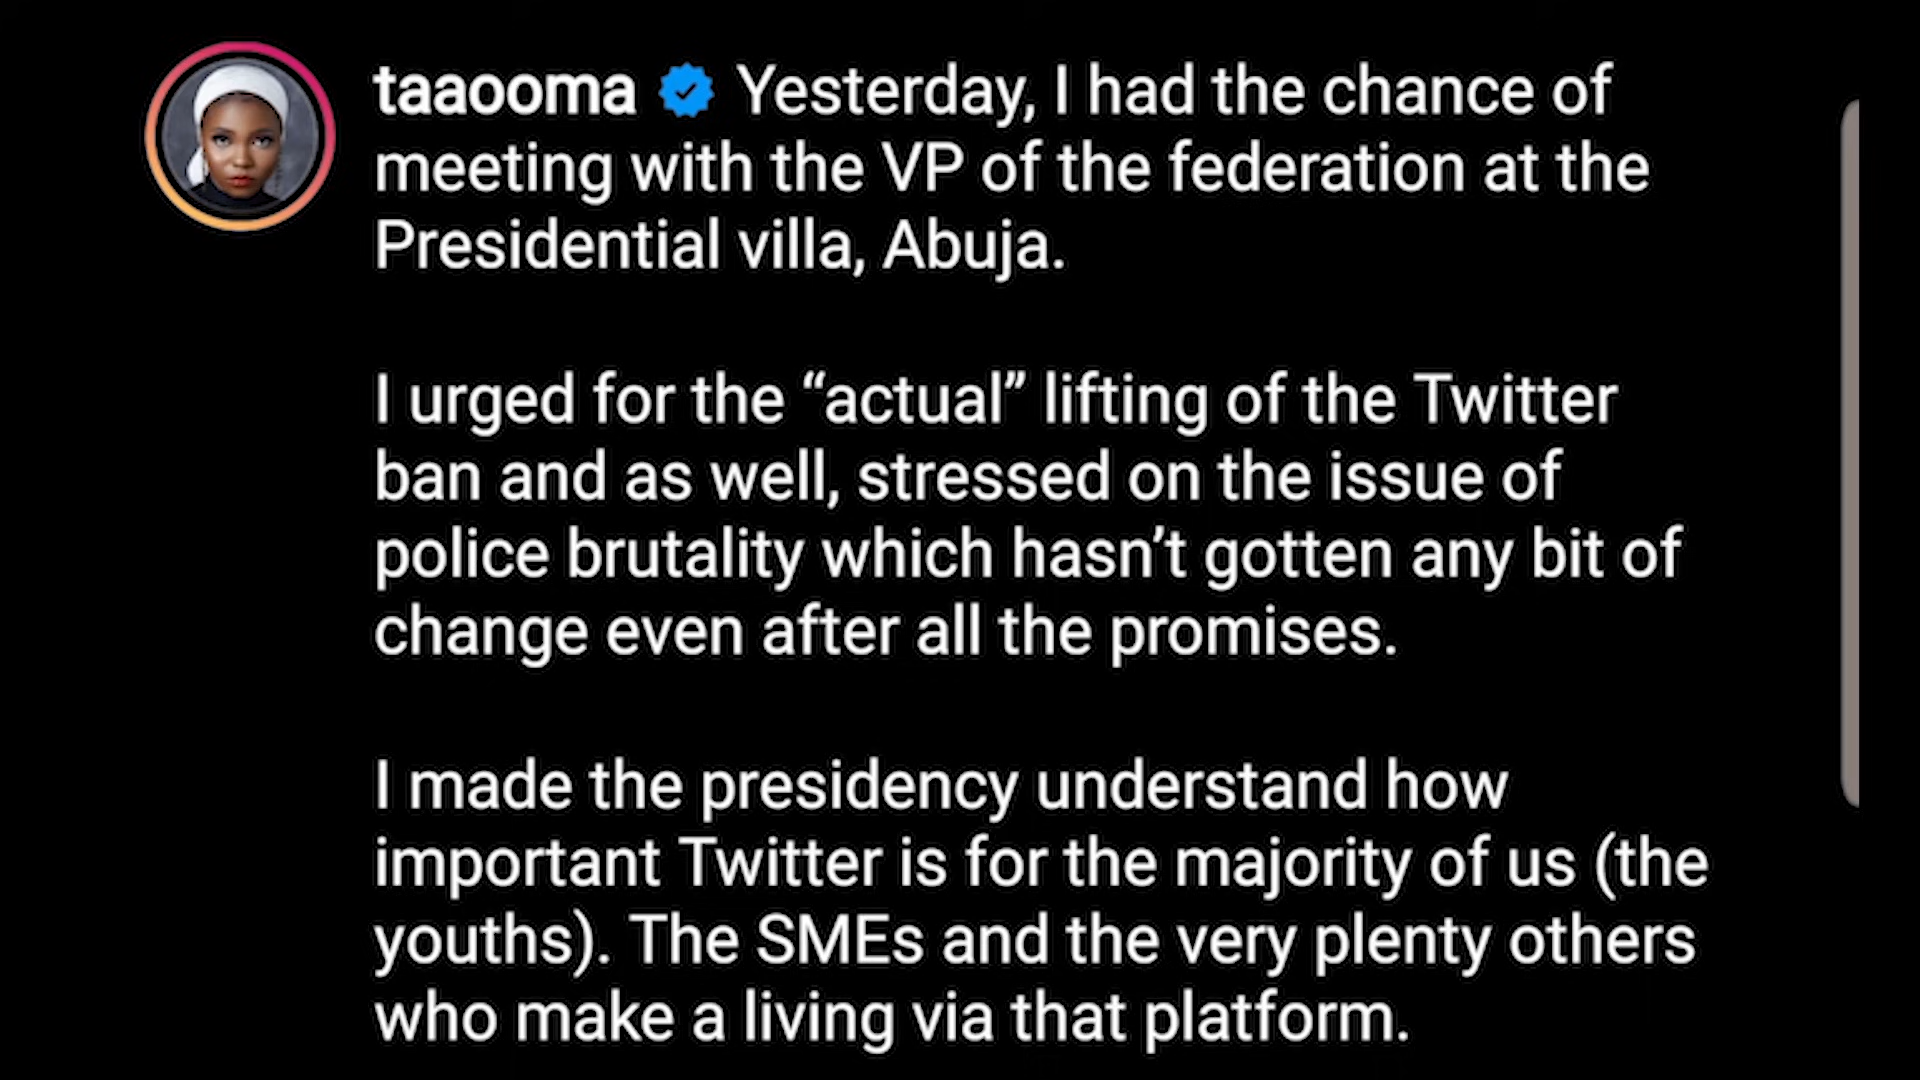 taaooma Yesterday, I had the chance of
meeting with the VP of the federation at the
Presidential villa, Abuja.
I urged for the “actual” lifting of the Twitter
ban and as well, stressed on the issue of
police brutality which hasn’t gotten any bit of
change even after all the promises.
I made the presidency understand how
important Twitter is for the majority of us (the
youths). The SMEs and the very plenty others
who make a living via that platform.